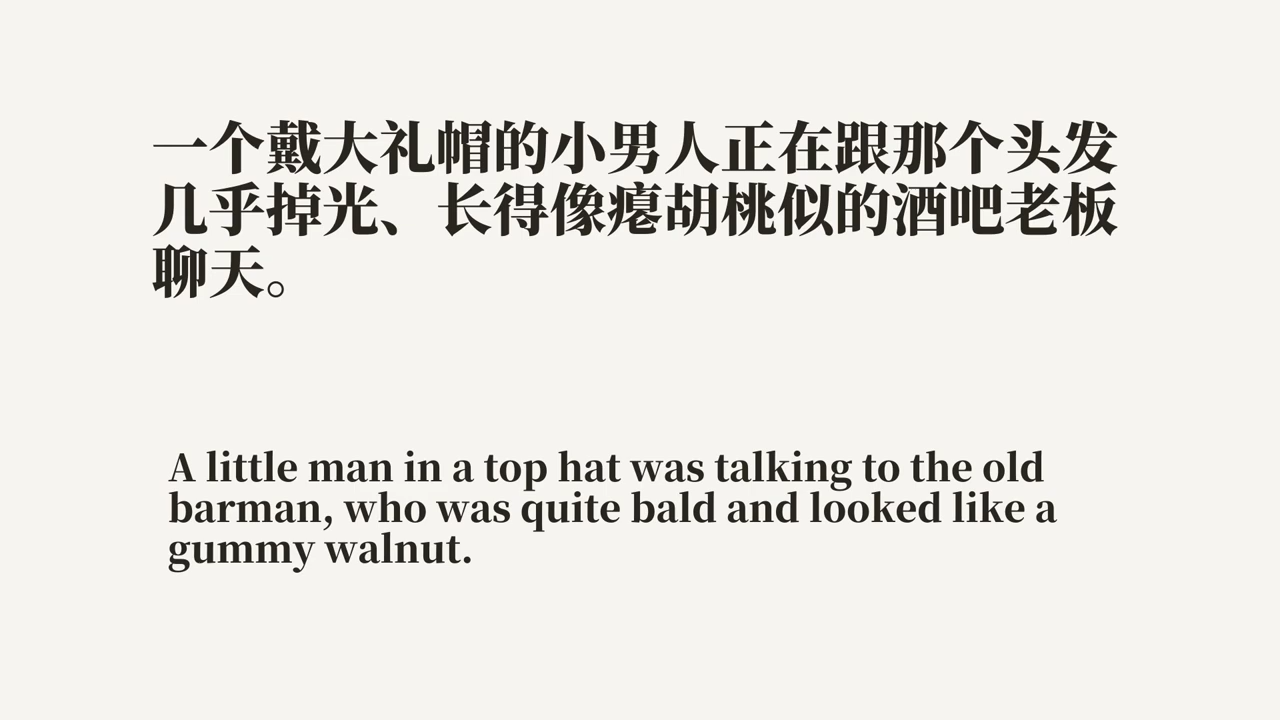 一个戴大礼帽的小男人正在跟那个头发
几乎掉光、长得像瘪胡桃似的酒吧老板
聊天。
A little man in a top hat was talking to the old
barman, who was quite bald and looked like a
gummy walnut.